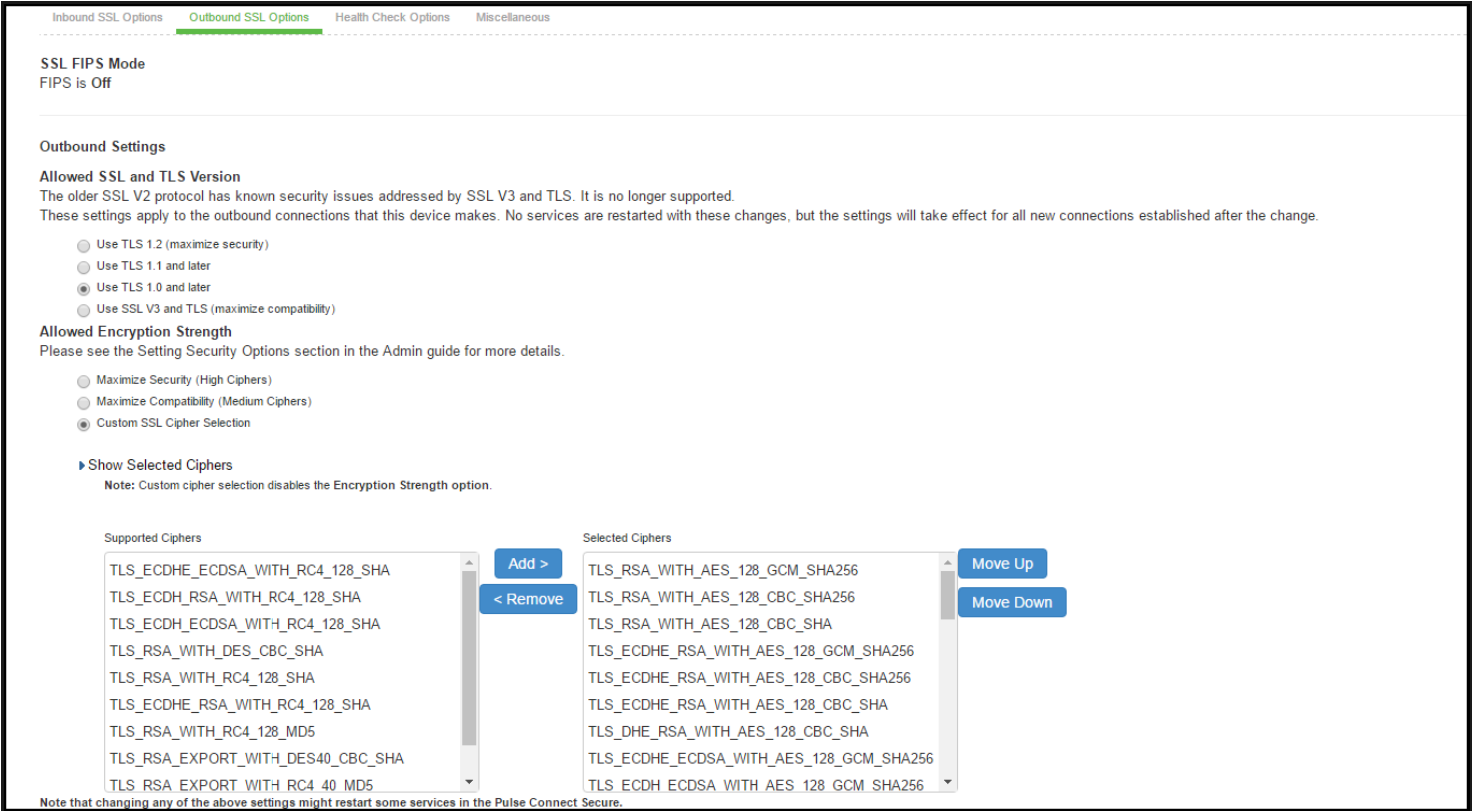 Inbound SSL Options Outbound SSL Options Health Check Options Miscellaneous
SSL FIPS Mode
FIPS is Off
Outbound Settings
Allowed SSL and TLS Version
The older SSL V2 protocol has known security issues addressed by SSL V3 and TLS. It is no longer supported.
These settings apply to the outbound connections that this device makes. No services are restarted with these changes, but the settings will take effect for all new connections established after the change.
Use TLS 1.2 (maximize security)
Use TLS 1.1 and later
Use TLS 1.0 and later
Use SSL V3 and TLS (maximize compatibility)
Allowed Encryption Strength
Please see the Setting Security Options section in the Admin guide for more details.
Maximize Security (High Ciphers)
Maximize Compatibility (Medium Ciphers)
Custom SSL Cipher Selection
Show Selected Ciphers
Note: Custom cipher selection disables the Encryption Strength option.
Supported Ciphers
TLS_ECDHE_ECDSA_WITH_RC4_128_SHA
TLS_ECDH_RSA_WITH_RC4_128_SHA
TLS_ECDH_ECDSA_WITH_RC4_128_SHA
TLS_RSA_WITH_DES_CBC_SHA
TLS_RSA_WITH_RC4_128_SHA
TLS_ECDHE_RSA_WITH_RC4_128_SHA
TLS_RSA_WITH_RC4_128_MD5
TLS_RSA_EXPORT_WITH_DES40_CBC_SHA
TLS_RSA_EXPORT_WITH_RC4_40_MD5
Add >
< Remove
Selected Ciphers
TLS_RSA_WITH_AES_128_GCM_SHA256
TLS_RSA_WITH_AES_128_CBC_SHA256
TLS_RSA_WITH_AES_128_CBC_SHA
TLS_ECDHE_RSA_WITH_AES_128_GCM_SHA256
TLS_ECDHE_RSA_WITH_AES_128_CBC_SHA256
TLS_ECDHE_RSA_WITH_AES_128_CBC_SHA
TLS_DHE_RSA_WITH_AES_128_CBC_SHA
TLS_ECDHE_ECDSA_WITH_AES_128_GCM_SHA256
TLS_ECDH_ECDSA_WITH_AES_128_GCM_SHA256
Move Up
Move Down
Note that changing any of the above settings might restart some services in the Pulse Connect Secure.